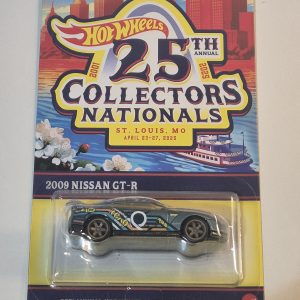 Hot Wheels
25TH
ANNUAL
2001
2025
COLLECTORS
NATIONALS
ST. LOUIS, MO
APRIL 23-27, 2025
2009 NISSAN GT-R